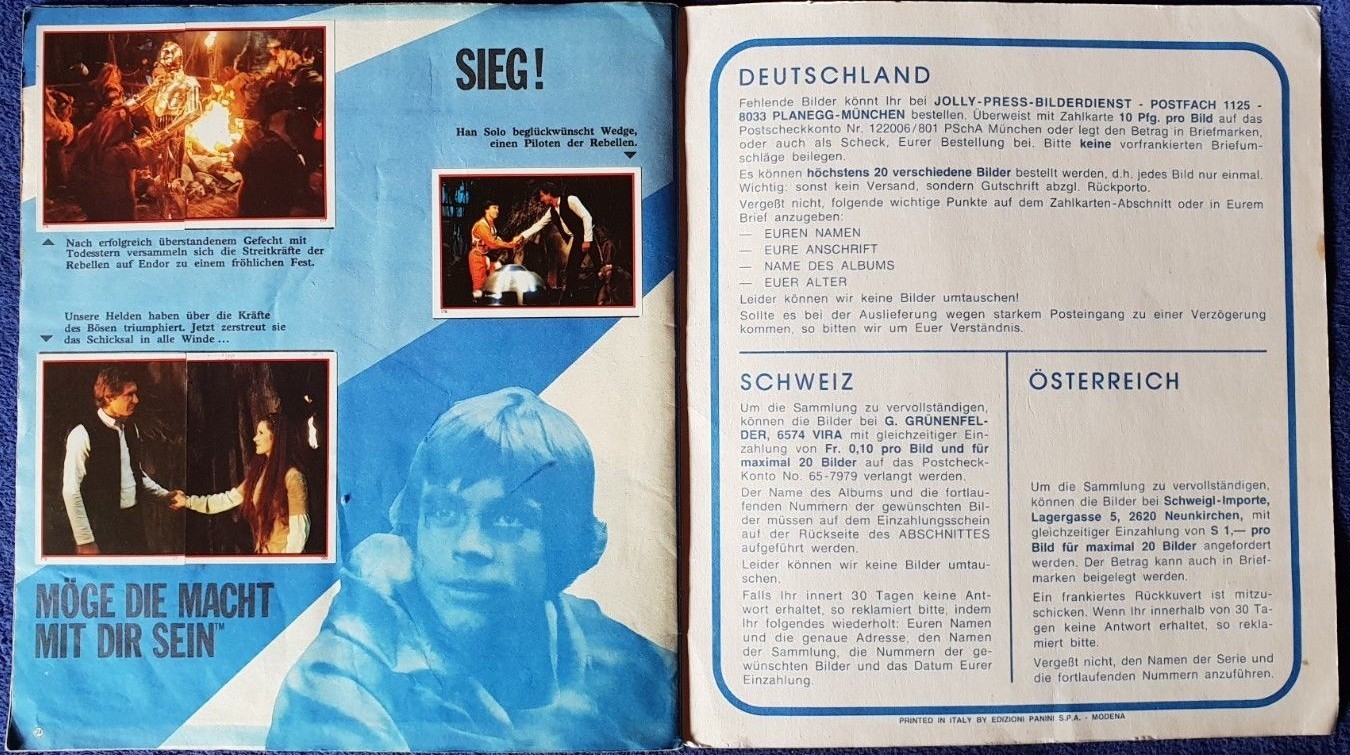 SIEG!
Han Solo beglückwünscht Wedge,
einen Piloten der Rebellen.
Nach erfolgreich überstandenem Gefecht mit
Todesstern versammeln sich die Streitkräfte der
Rebellen auf Endor zu einem fröhlichen Fest.
Unsere Helden haben über die Kräfte
des Bösen triumphiert. Jetzt zerstreut sie
das Schicksal in alle Winde ...
MÖGE DIE MACHT
MIT DIR SEIN™
DEUTSCHLAND
Fehlende Bilder könnt Ihr bei JOLLY-PRESS-BILDERDIENST - POSTFACH 1125 -
8033 PLANEGG-MÜNCHEN bestellen. Überweist mit Zahlkarte 10 Pfg. pro Bild auf das
Postscheckkonto Nr. 122006/801 PSchA München oder legt den Betrag in Briefmarken,
oder auch als Scheck, Eurer Bestellung bei. Bitte keine vorfrankierten Briefum-
schläge beilegen.
Es können höchstens 20 verschiedene Bilder bestellt werden, d.h. jedes Bild nur einmal.
Wichtig: sonst kein Versand, sondern Gutschrift abzgl. Rückporto.
Vergeßt nicht, folgende wichtige Punkte auf dem Zahlkarten-Abschnitt oder in Eurem
Brief anzugeben:
— EUREN NAMEN
— EURE ANSCHRIFT
— NAME DES ALBUMS
— EUER ALTER
Leider können wir keine Bilder umtauschen!
Sollte es bei der Auslieferung wegen starkem Posteingang zu einer Verzögerung
kommen, so bitten wir um Euer Verständnis.
SCHWEIZ
Um die Sammlung zu vervollständigen,
können die Bilder bei G. GRÜNENFEL-
DER, 6574 VIRA mit gleichzeitiger Ein-
zahlung von Fr. 0,10 pro Bild und für
maximal 20 Bilder auf das Postcheck-
Konto No. 65-7979 verlangt werden.
Der Name des Albums und die fortlau-
fenden Nummern der gewünschten Bil-
der müssen auf dem Einzahlungsschein
auf der Rückseite des ABSCHNITTES
aufgeführt werden.
Leider können wir keine Bilder umtau-
schen.
Falls Ihr innert 30 Tagen keine Ant-
wort erhaltet, so reklamiert bitte, indem
Ihr folgendes wiederholt: Euren Namen
und die genaue Adresse, den Namen
der Sammlung, die Nummern der ge-
wünschten Bilder und das Datum Eurer
Einzahlung.
ÖSTERREICH
Um die Sammlung zu vervollständigen,
können die Bilder bei Schweigl-Importe,
Lagergasse 5, 2620 Neunkirchen, mit
gleichzeitiger Einzahlung von S 1,— pro
Bild für maximal 20 Bilder angefordert
werden. Der Betrag kann auch in Brief-
marken beigelegt werden.
Ein frankiertes Rückkuvert ist mitzu-
schicken. Wenn Ihr innerhalb von 30 Ta-
gen keine Antwort erhaltet, so rekla-
miert bitte.
Vergeßt nicht, den Namen der Serie und
die fortlaufenden Nummern anzuführen.
PRINTED IN ITALY BY EDIZIONI PANINI S.P.A. - MODENA